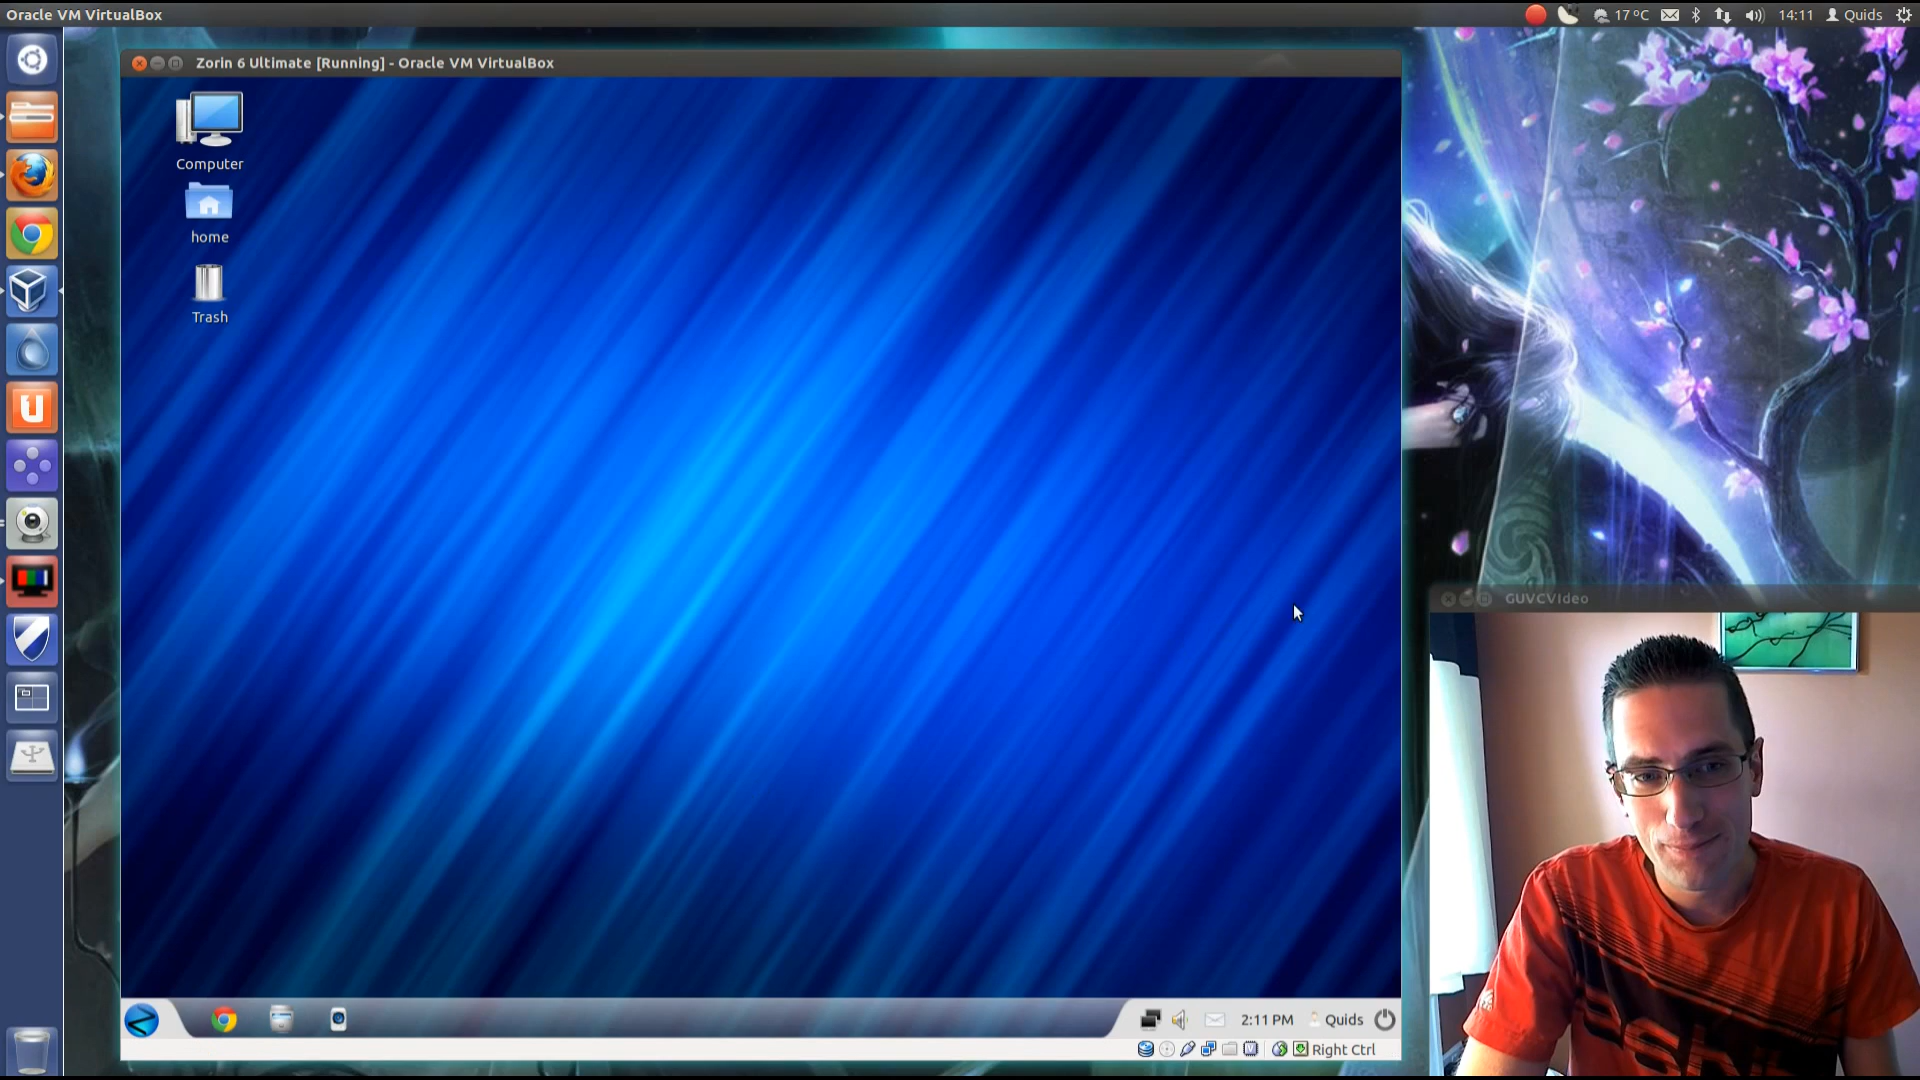 Oracle VM VirtualBox
17 ºC
14:11
Quids
Zorin 6 Ultimate [Running] - Oracle VM VirtualBox
Computer
home
Trash
GUVCVideo
2:11 PM
Quids
Right Ctrl